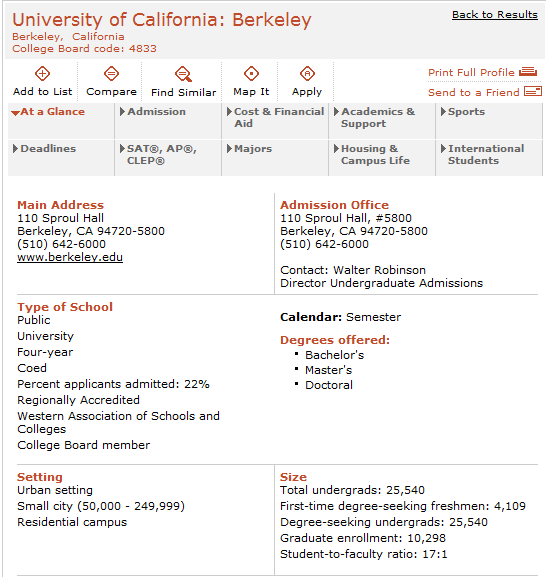 University of California: Berkeley
Back to Results
Berkeley, California
College Board code: 4833
Add to List
Compare
Find Similar
Map It
Apply
Print Full Profile
Send to a Friend
At a Glance
Admission
Cost & Financial
Aid
Academics &
Support
Sports
Deadlines
SAT®, AP®,
CLEP®
Majors
Housing &
Campus Life
International
Students
Main Address
110 Sproul Hall
Berkeley, CA 94720-5800
(510) 642-6000
www.berkeley.edu
Admission Office
110 Sproul Hall, #5800
Berkeley, CA 94720-5800
(510) 642-6000
Contact: Walter Robinson
Director Undergraduate Admissions
Type of School
Public
University
Four-year
Coed
Percent applicants admitted: 22%
Regionally Accredited
Western Association of Schools and
Colleges
College Board member
Calendar: Semester
Degrees offered:
• Bachelor's
• Master's
• Doctoral
Setting
Urban setting
Small city (50,000 - 249,999)
Residential campus
Size
Total undergrads: 25,540
First-time degree-seeking freshmen: 4,109
Degree-seeking undergrads: 25,540
Graduate enrollment: 10,298
Student-to-faculty ratio: 17:1